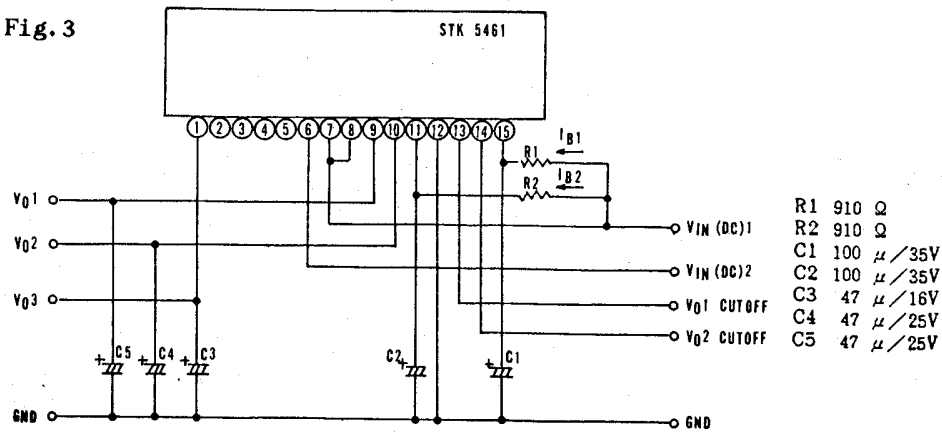 Fig. 3
STK 5461
1 2 3 4 5 6 7 8 9 10 11 12 13 14 15
R1
IB1
R2
IB2
VO1
VO2
VO3
VIN (DC)1
VIN (DC)2
VO1 CUTOFF
VO2 CUTOFF
R1 910 Ω
R2 910 Ω
C1 100 μ/35V
C2 100 μ/35V
C3 47 μ/16V
C4 47 μ/25V
C5 47 μ/25V
+ C5
+ C4
+ C3
C2 +
+ C1
GND
GND